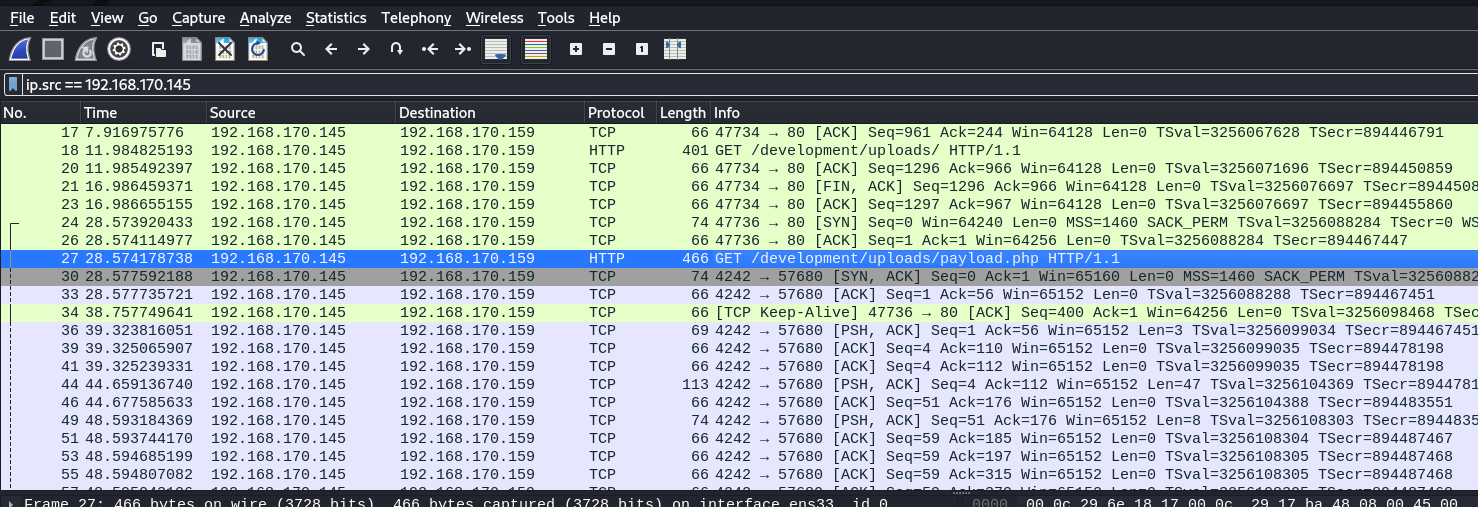 File Edit View Go Capture Analyze Statistics Telephony Wireless Tools Help
ip.src == 192.168.170.145
No. Time Source Destination Protocol Length Info
17 7.916975776 192.168.170.145 192.168.170.159 TCP 66 47734 → 80 [ACK] Seq=961 Ack=244 Win=64128 Len=0 TSval=3256067628 TSecr=894446791
18 11.984825193 192.168.170.145 192.168.170.159 HTTP 401 GET /development/uploads/ HTTP/1.1
20 11.985492397 192.168.170.145 192.168.170.159 TCP 66 47734 → 80 [ACK] Seq=1296 Ack=966 Win=64128 Len=0 TSval=3256071696 TSecr=894450859
21 16.986459371 192.168.170.145 192.168.170.159 TCP 66 47734 → 80 [FIN, ACK] Seq=1296 Ack=966 Win=64128 Len=0 TSval=3256076697 TSecr=8944508
23 16.986655155 192.168.170.145 192.168.170.159 TCP 66 47734 → 80 [ACK] Seq=1297 Ack=967 Win=64128 Len=0 TSval=3256076697 TSecr=894455860
24 28.573920433 192.168.170.145 192.168.170.159 TCP 74 47736 → 80 [SYN] Seq=0 Win=64240 Len=0 MSS=1460 SACK_PERM TSval=3256088284 TSecr=0 WS
26 28.574114977 192.168.170.145 192.168.170.159 TCP 66 47736 → 80 [ACK] Seq=1 Ack=1 Win=64256 Len=0 TSval=3256088284 TSecr=894467447
27 28.574178738 192.168.170.145 192.168.170.159 HTTP 466 GET /development/uploads/payload.php HTTP/1.1
30 28.577592188 192.168.170.145 192.168.170.159 TCP 74 4242 → 57680 [SYN, ACK] Seq=0 Ack=1 Win=65160 Len=0 MSS=1460 SACK_PERM TSval=32560882
33 28.577735721 192.168.170.145 192.168.170.159 TCP 66 4242 → 57680 [ACK] Seq=1 Ack=56 Win=65152 Len=0 TSval=3256088288 TSecr=894467451
34 38.757749641 192.168.170.145 192.168.170.159 TCP 66 [TCP Keep-Alive] 47736 → 80 [ACK] Seq=400 Ack=1 Win=64256 Len=0 TSval=3256098468 TSec
36 39.323816051 192.168.170.145 192.168.170.159 TCP 69 4242 → 57680 [PSH, ACK] Seq=1 Ack=56 Win=65152 Len=3 TSval=3256099034 TSecr=894467451
39 39.325065907 192.168.170.145 192.168.170.159 TCP 66 4242 → 57680 [ACK] Seq=4 Ack=110 Win=65152 Len=0 TSval=3256099035 TSecr=894478198
41 39.325239331 192.168.170.145 192.168.170.159 TCP 66 4242 → 57680 [ACK] Seq=4 Ack=112 Win=65152 Len=0 TSval=3256099035 TSecr=894478198
44 44.659136740 192.168.170.145 192.168.170.159 TCP 113 4242 → 57680 [PSH, ACK] Seq=4 Ack=112 Win=65152 Len=47 TSval=3256104369 TSecr=8944781
46 44.677585633 192.168.170.145 192.168.170.159 TCP 66 4242 → 57680 [ACK] Seq=51 Ack=176 Win=65152 Len=0 TSval=3256104388 TSecr=894483551
49 48.593184369 192.168.170.145 192.168.170.159 TCP 74 4242 → 57680 [PSH, ACK] Seq=51 Ack=176 Win=65152 Len=8 TSval=3256108303 TSecr=8944835
51 48.593744170 192.168.170.145 192.168.170.159 TCP 66 4242 → 57680 [ACK] Seq=59 Ack=185 Win=65152 Len=0 TSval=3256108304 TSecr=894487467
53 48.594685199 192.168.170.145 192.168.170.159 TCP 66 4242 → 57680 [ACK] Seq=59 Ack=197 Win=65152 Len=0 TSval=3256108305 TSecr=894487468
55 48.594807082 192.168.170.145 192.168.170.159 TCP 66 4242 → 57680 [ACK] Seq=59 Ack=315 Win=65152 Len=0 TSval=3256108305 TSecr=894487468
Frame 27: 466 bytes on wire (3728 bits), 466 bytes captured (3728 bits) on interface ens33, id 0 0000 00 0c 29 6e 18 17 00 0c 29 17 ba 48 08 00 45 00